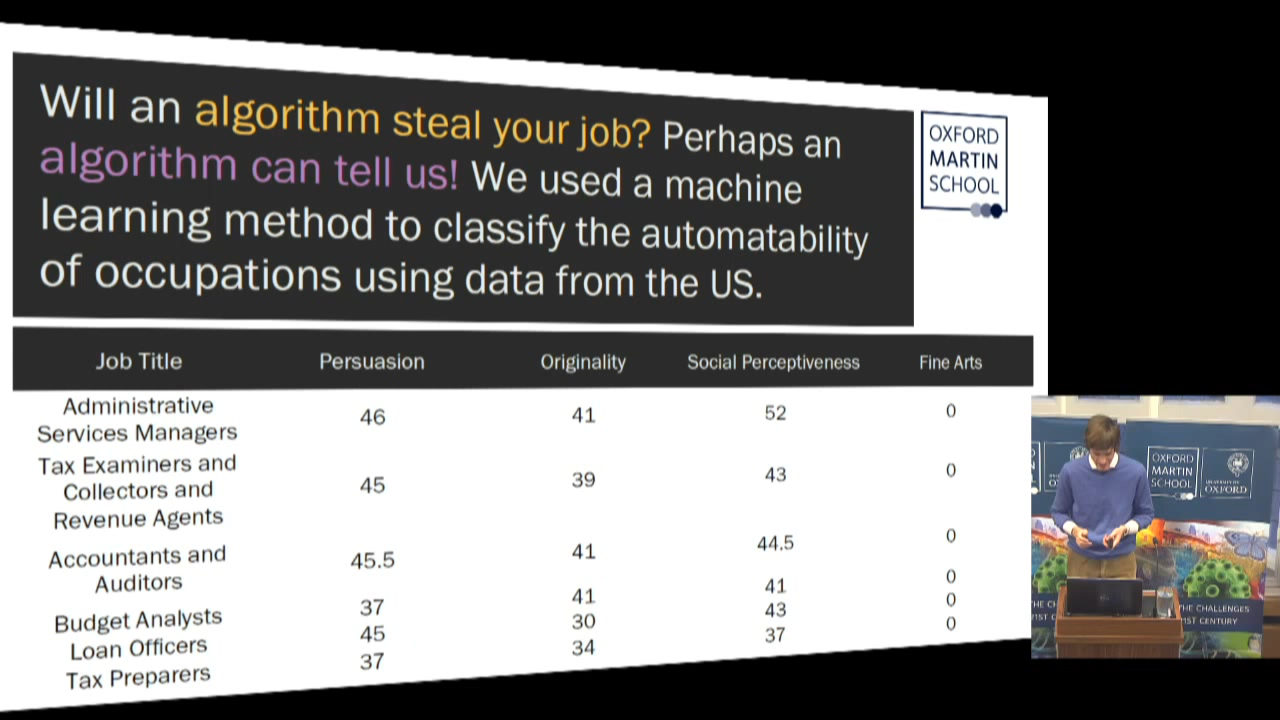 Will an algorithm steal your job? Perhaps an
algorithm can tell us! We used a machine
learning method to classify the automatability
of occupations using data from the US.
OXFORD
MARTIN
SCHOOL
Job Title Persuasion Originality Social Perceptiveness Fine Arts
Administrative
Services Managers 46 41 52 0
Tax Examiners and
Collectors and
Revenue Agents 45 39 43 0
Accountants and
Auditors 45.5 41 44.5 0
Budget Analysts 37 41 41 0
Loan Officers 45 30 43 0
Tax Preparers 37 34 37 0
OXFORD
MARTIN
SCHOOL
OXFORD
THE CHALLENGES